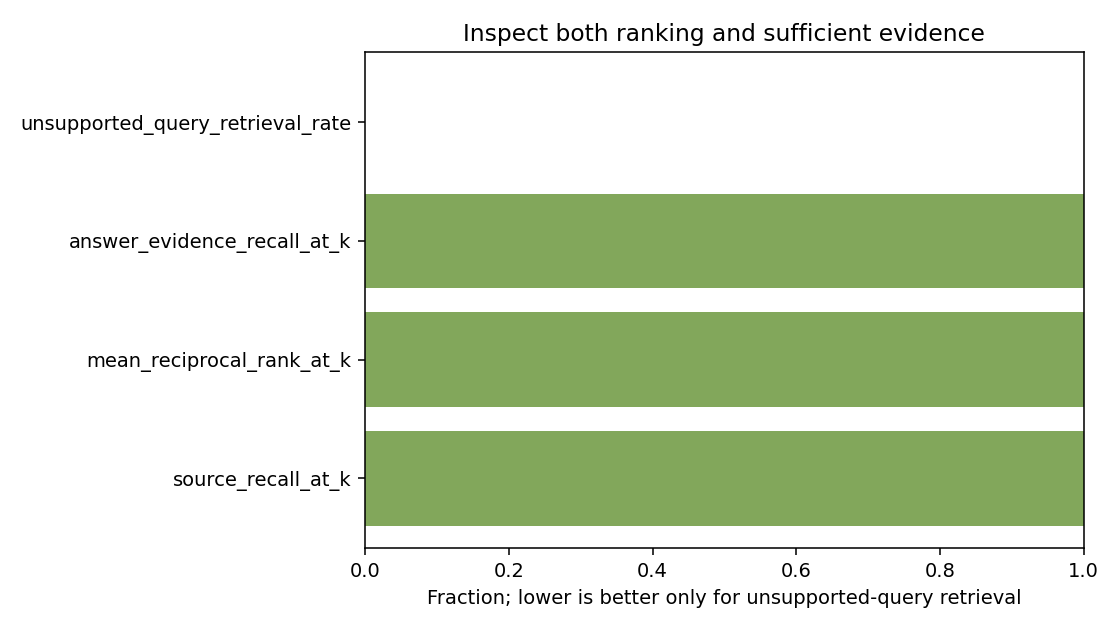 Inspect both ranking and sufficient evidence
unsupported_query_retrieval_rate
answer_evidence_recall_at_k
mean_reciprocal_rank_at_k
source_recall_at_k
0.0 0.2 0.4 0.6 0.8 1.0
Fraction; lower is better only for unsupported-query retrieval